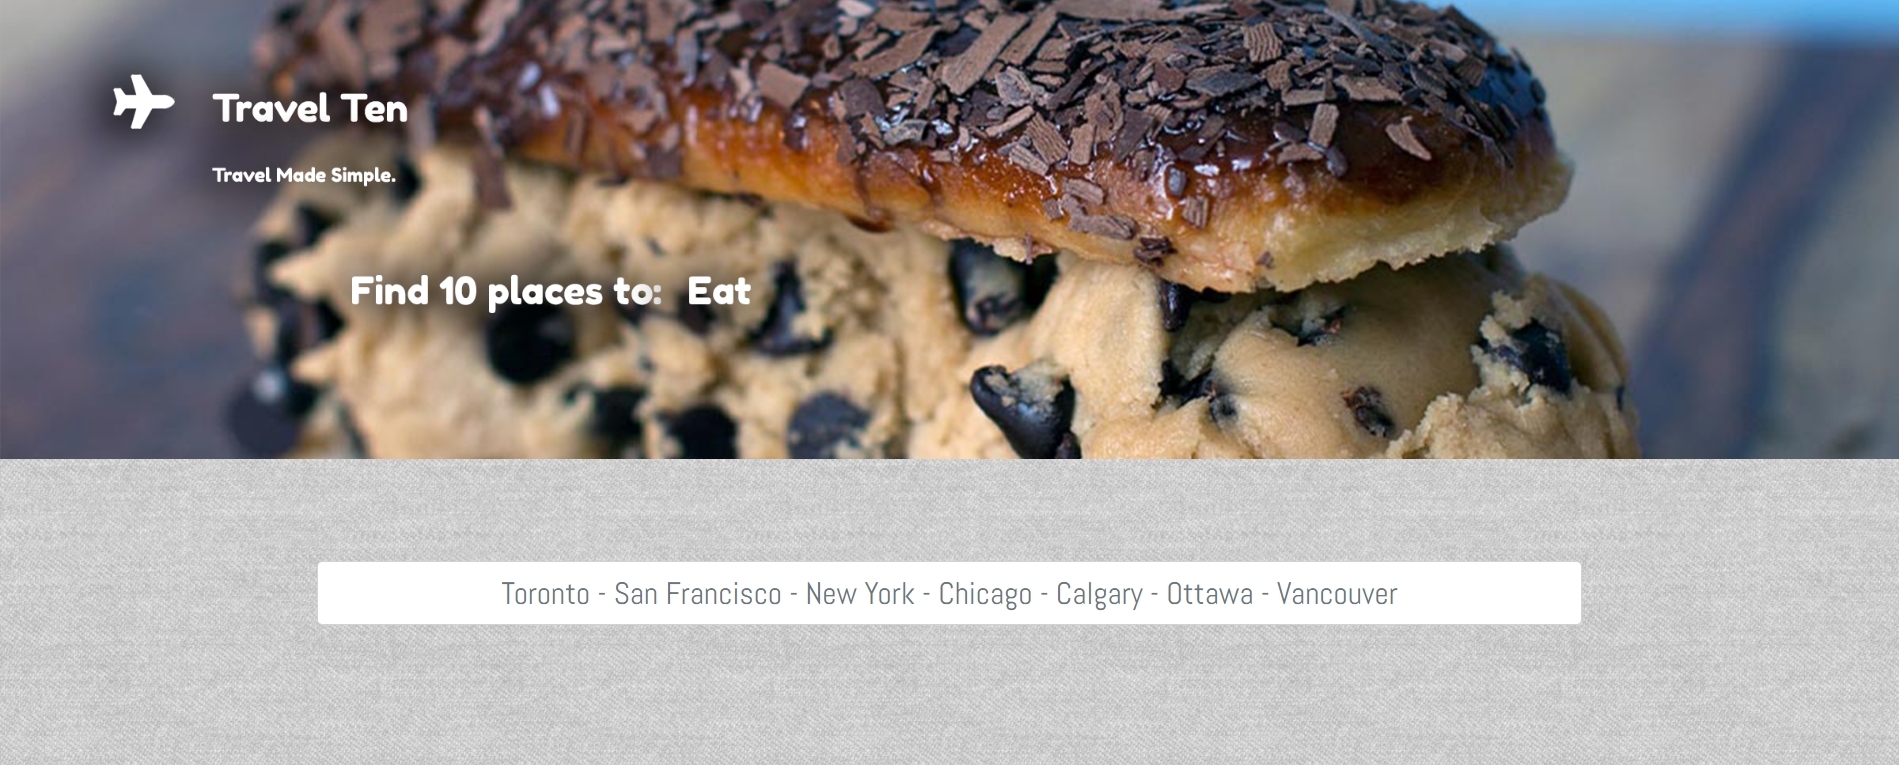 Travel Ten
Travel Made Simple.
Find 10 places to: Eat
Toronto - San Francisco - New York - Chicago - Calgary - Ottawa - Vancouver